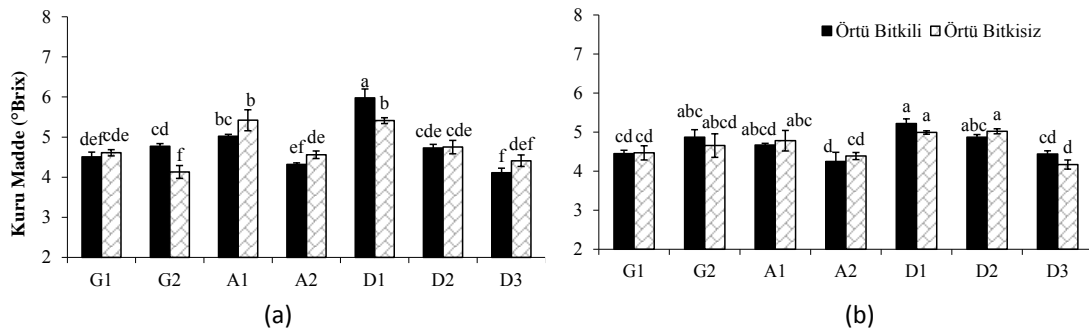 Kuru Madde (°Brix)
8
7
6
5
4
3
2
def cde
cd
f
bc
b
ef
de
a
b
cde cde
f
def
G1 G2 A1 A2 D1 D2 D3
(a)
Örtü Bitkili Örtü Bitkisiz
8
7
6
5
4
3
2
cd cd
abc
abcd
abcd
abc
d
cd
a
a
abc
a
cd
d
G1 G2 A1 A2 D1 D2 D3
(b)